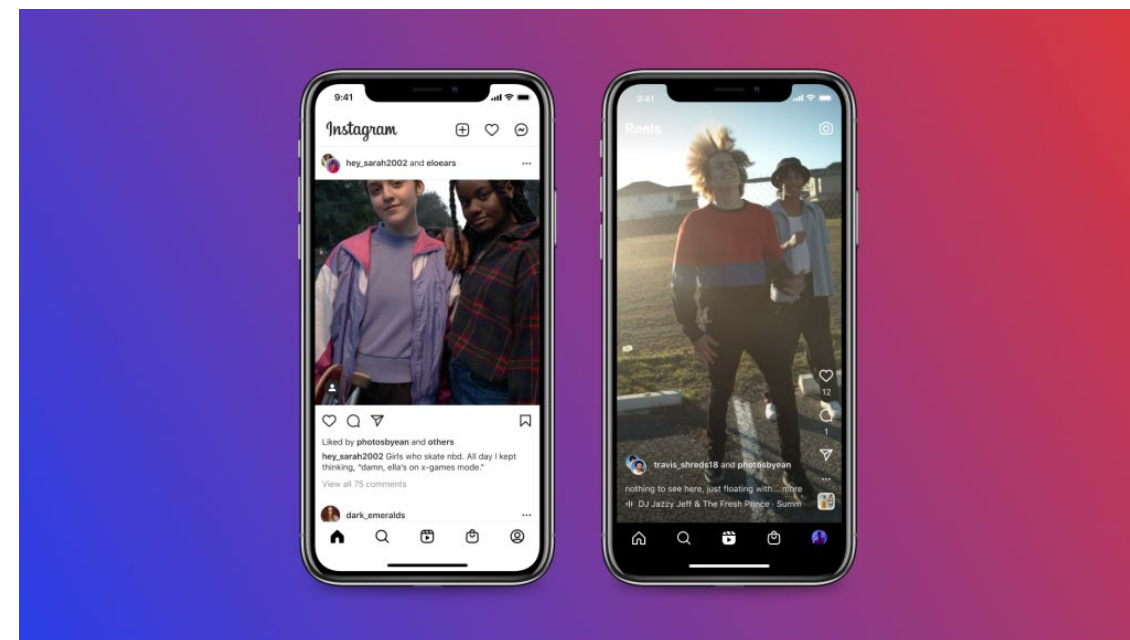 9:41
Instagram
hey_sarah2002 and eloears
Liked by photosbyean and others
hey_sarah2002 Girls who skate nbd. All day I kept
thinking, "damn, ella's on x-games mode."
View all 75 comments
dark_emeralds
9:41
Reels
12
1
travis_shreds18 and photosbyean
nothing to see here, just floating with... more
DJ Jazzy Jeff & The Fresh Prince · Summ